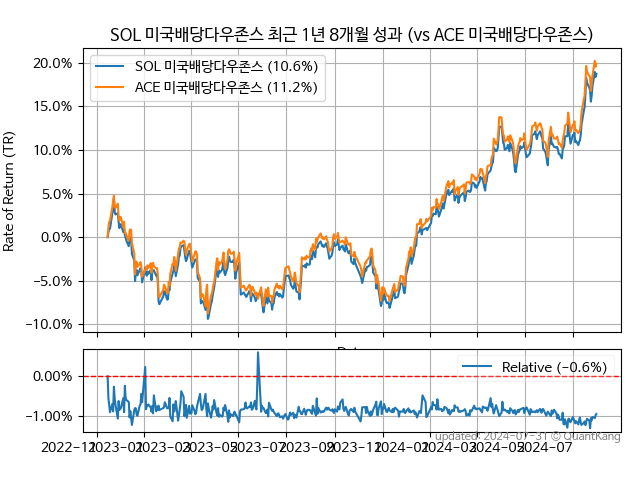 SOL 미국배당다우존스 최근 1년 8개월 성과 (vs ACE 미국배당다우존스)
SOL 미국배당다우존스 (10.6%)
ACE 미국배당다우존스 (11.2%)
Rate of Return (TR)
20.0%
15.0%
10.0%
5.0%
0.0%
−5.0%
−10.0%
Relative (−0.6%)
0.00%
−1.00%
updated: 2024-07-31 © QuantKang
2022-11 2023-01 2023-03 2023-05 2023-07 2023-09 2023-11 2024-01 2024-03 2024-05 2024-07